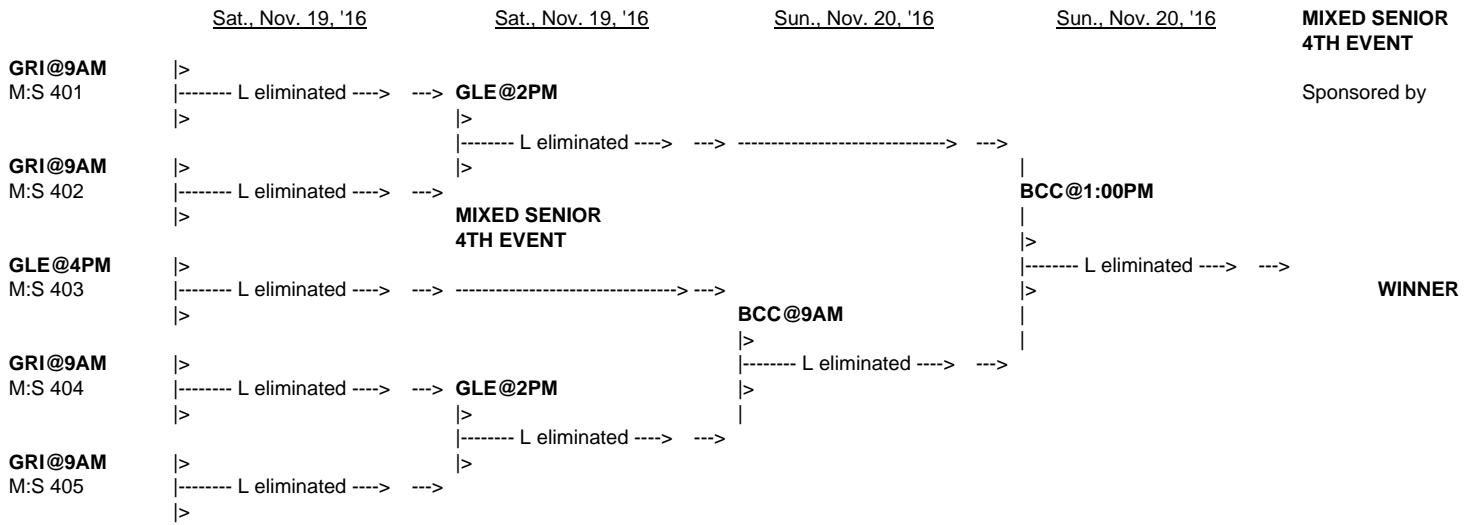 Sat., Nov. 19, '16 Sat., Nov. 19, '16 Sun., Nov. 20, '16 Sun., Nov. 20, '16 MIXED SENIOR
4TH EVENT
GRI@9AM |>
M:S 401 |-------- L eliminated ----> ---> GLE@2PM Sponsored by
|> |>
|-------- L eliminated ----> ---> ------------------------------> --->
GRI@9AM |> |> |
M:S 402 |-------- L eliminated ----> ---> BCC@1:00PM
|> MIXED SENIOR |
4TH EVENT |>
GLE@4PM |> |-------- L eliminated ----> --->
M:S 403 |-------- L eliminated ----> ---> --------------------------------> ---> |> WINNER
|> BCC@9AM |
|> |
GRI@9AM |> |-------- L eliminated ----> --->
M:S 404 |-------- L eliminated ----> ---> GLE@2PM |>
|> |> |
|-------- L eliminated ----> --->
GRI@9AM |> |>
M:S 405 |-------- L eliminated ----> --->
|>